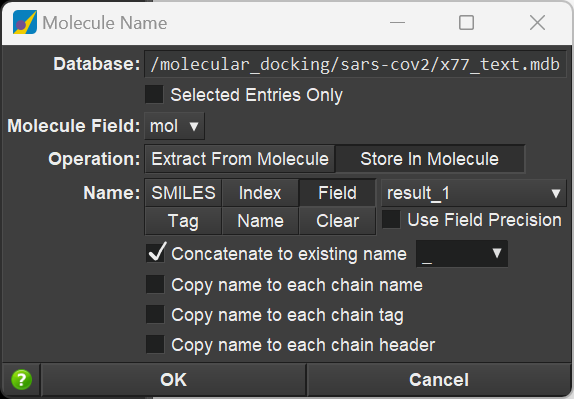 Molecule Name
Database: /molecular_docking/sars-cov2/x77_text.mdb
Selected Entries Only
Molecule Field: mol
Operation: Extract From Molecule Store In Molecule
Name: SMILES Index Field result_1
Tag Name Clear Use Field Precision
Concatenate to existing name _
Copy name to each chain name
Copy name to each chain tag
Copy name to each chain header
? OK Cancel